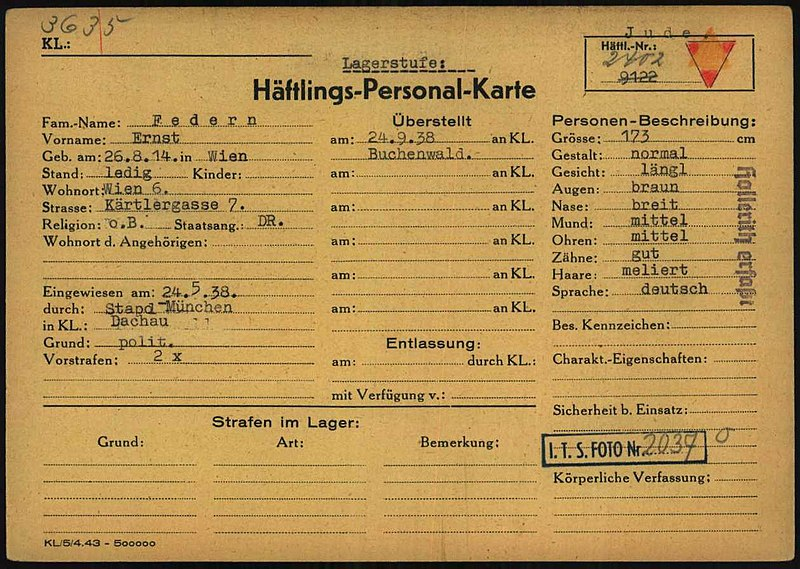 3635
KL.:
Jude.
Häftl.-Nr.:
2402
9122
Lagerstufe:
Häftlings-Personal-Karte
Fam.-Name: Federn
Vorname: Ernst
Geb. am: 26.8.14. in Wien
Stand: ledig Kinder:
Wohnort: Wien 6.
Strasse: Kärtlergasse 7.
Religion: o.B. Staatsang.: DR.
Wohnort d. Angehörigen:
Eingewiesen am: 24.5.38.
durch: Stapo München
in KL.: Dachau
Grund: polit.
Vorstrafen: 2 x
Überstellt
am: 24.9.38 an KL.
Buchenwald.
am: an KL.
am: an KL.
am: an KL.
am: an KL.
am: an KL.
Entlassung:
am: durch KL.:
mit Verfügung v.:
Personen-Beschreibung:
Grösse: 173 cm
Gestalt: normal
Gesicht: längl
Augen: braun
Nase: breit
Mund: mittel
Ohren: mittel
Zähne: gut
Haare: meliert
Sprache: deutsch
Hollerith erfaßt
Bes. Kennzeichen:
Charakt.-Eigenschaften:
Sicherheit b. Einsatz:
I. T. S. FOTO Nr. 2037
Körperliche Verfassung:
Strafen im Lager:
Grund: Art: Bemerkung:
KL/5/4.43 - 500000